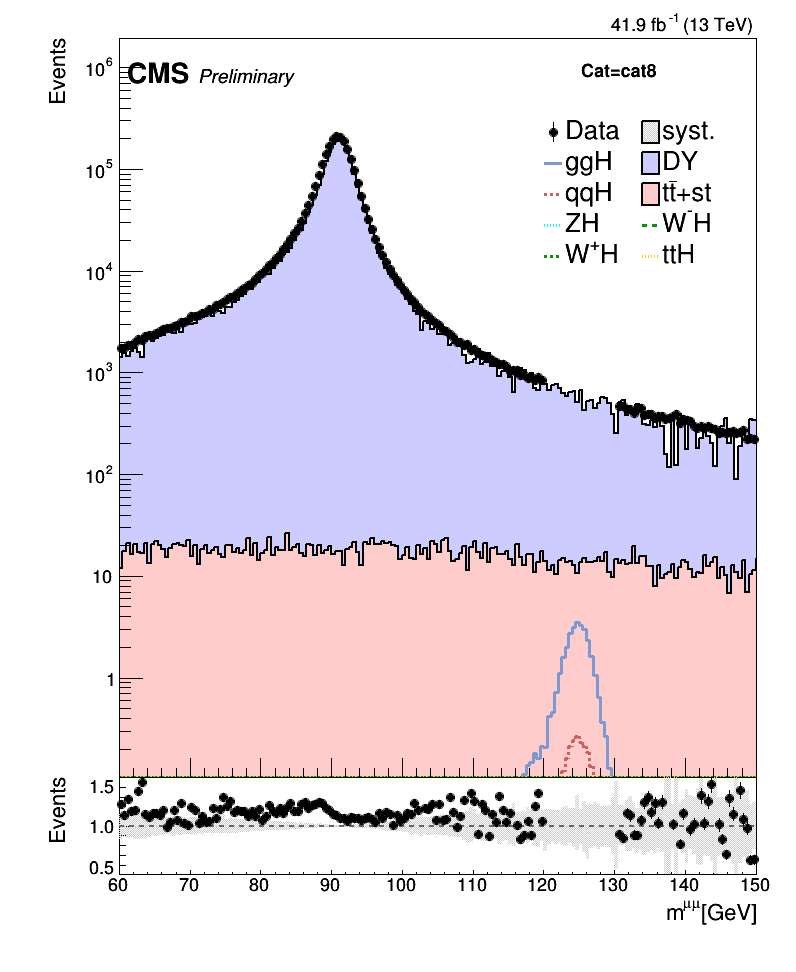 41.9 fb⁻¹ (13 TeV)
Events
10⁶
CMS Preliminary
Cat=cat8
Data
syst.
ggH
DY
qqH
tt̄+st
ZH
W⁻H
W⁺H
ttH
10⁵
10⁴
10³
10²
10
1
Events
1.5
1.0
0.5
60 70 80 90 100 110 120 130 140 150
m^μμ[GeV]